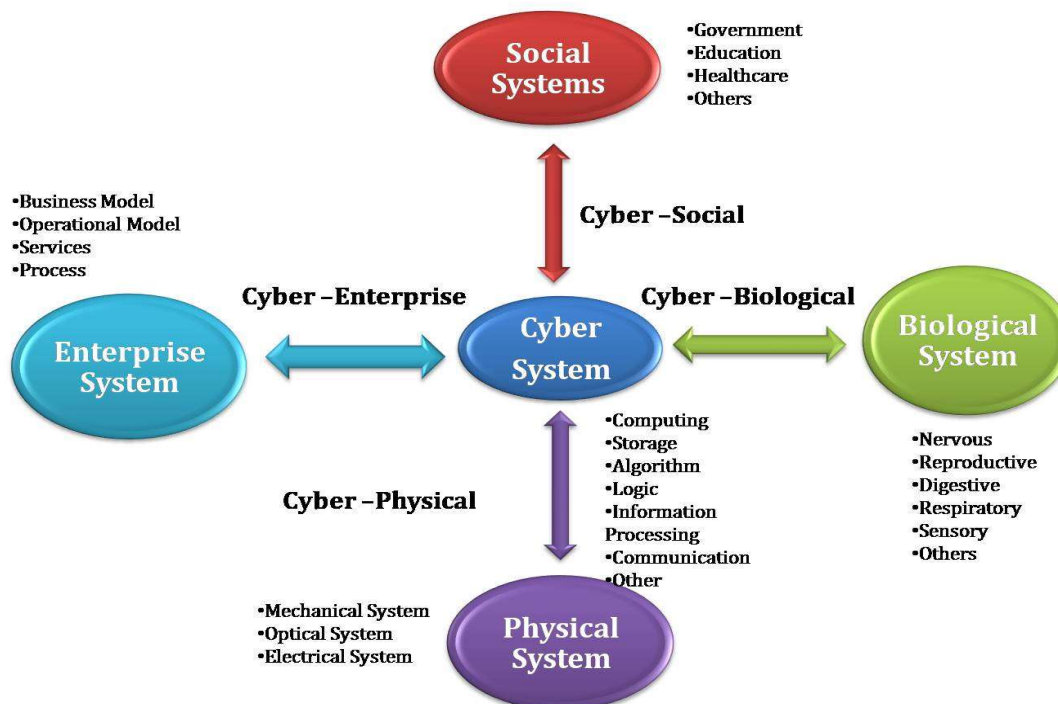 Social
Systems
•Government
•Education
•Healthcare
•Others
•Business Model
•Operational Model
•Services
•Process
Cyber –Social
Cyber –Enterprise
Cyber –Biological
Enterprise
System
Cyber
System
Biological
System
•Computing
•Storage
•Algorithm
•Logic
•Information
Processing
•Communication
•Other
•Nervous
•Reproductive
•Digestive
•Respiratory
•Sensory
•Others
Cyber –Physical
•Mechanical System
•Optical System
•Electrical System
Physical
System